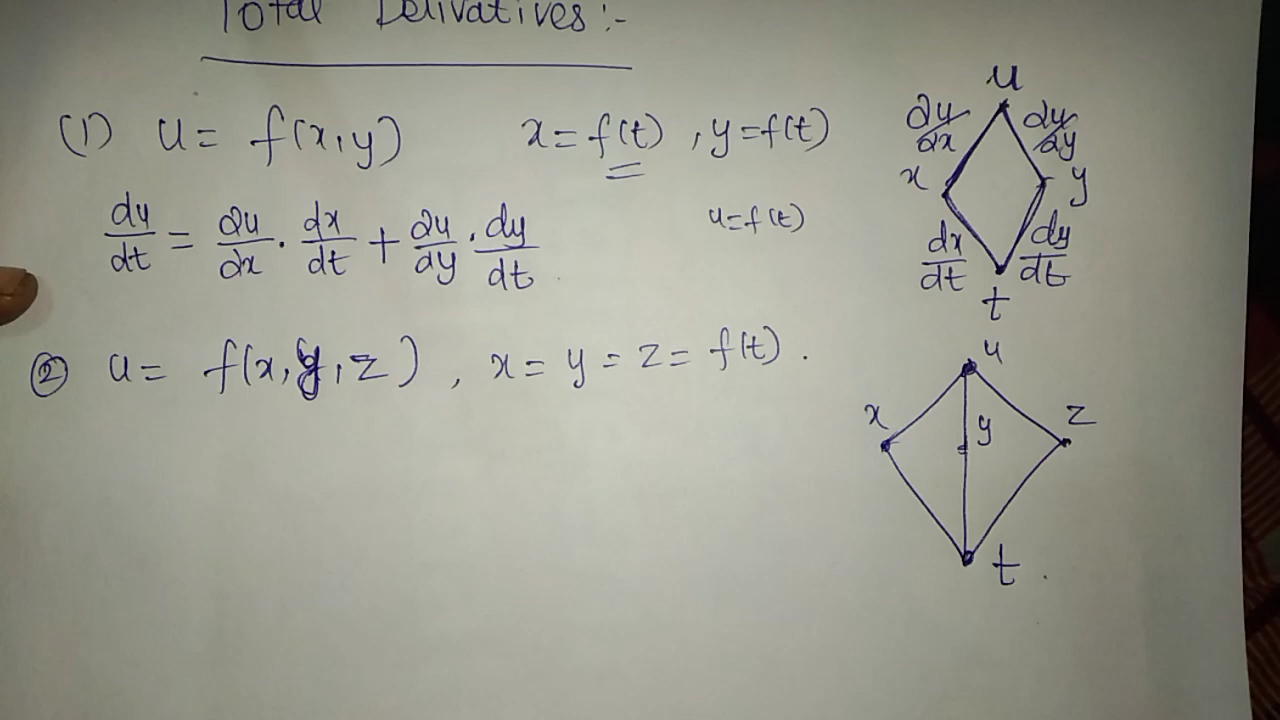 Total Derivatives :-
(1) u = f(x,y) x = f(t) , y = f(t)
du/dt = ∂u/∂x . dx/dt + ∂u/∂y . dy/dt
u = f(t)
② u = f(x, y, z) , x = y = z = f(t) .
u
∂u/∂x ∂u/∂y
x y
dx/dt dy/dt
t
u
x y z
t